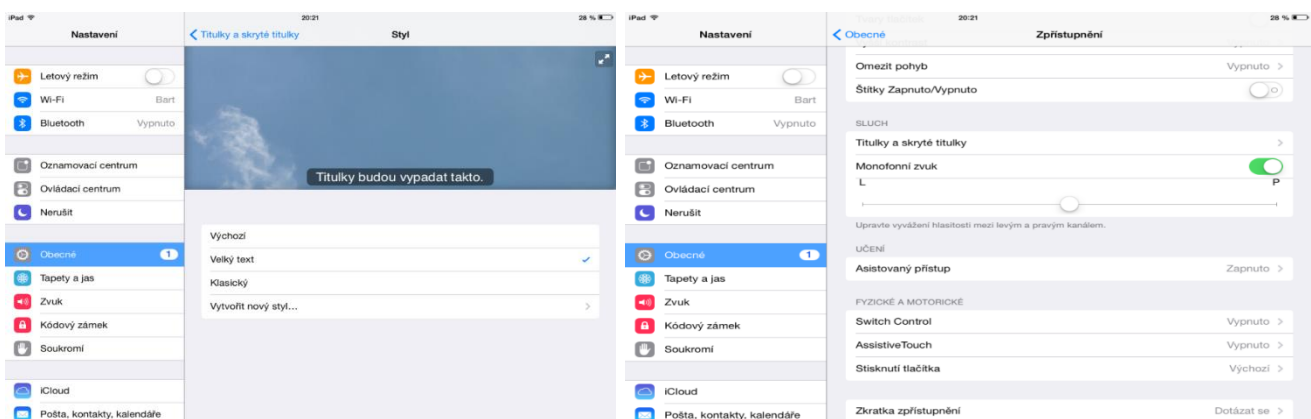 iPad 20:21 28 %
Nastavení
Titulky a skryté titulky Styl
Letový režim
Wi-Fi Bart
Bluetooth Vypnuto
Oznamovací centrum
Ovládací centrum
Nerušit
Obecné 1
Tapety a jas
Zvuk
Kódový zámek
Soukromí
iCloud
Pošta, kontakty, kalendáře
Titulky budou vypadat takto.
Výchozí
Velký text
Klasický
Vytvořit nový styl...
iPad 20:21 28 %
Nastavení
Obecné Zpřístupnění
Letový režim
Wi-Fi Bart
Bluetooth Vypnuto
Oznamovací centrum
Ovládací centrum
Nerušit
Obecné 1
Tapety a jas
Zvuk
Kódový zámek
Soukromí
iCloud
Pošta, kontakty, kalendáře
Omezit pohyb Vypnuto
Štítky Zapnuto/Vypnuto
SLUCH
Titulky a skryté titulky
Monofonní zvuk
L P
Upravte vyvážení hlasitosti mezi levým a pravým kanálem.
UČENÍ
Asistovaný přístup Zapnuto
FYZICKÉ A MOTORICKÉ
Switch Control Vypnuto
AssistiveTouch Vypnuto
Stisknutí tlačítka Výchozí
Zkratka zpřístupnění Dotázat se